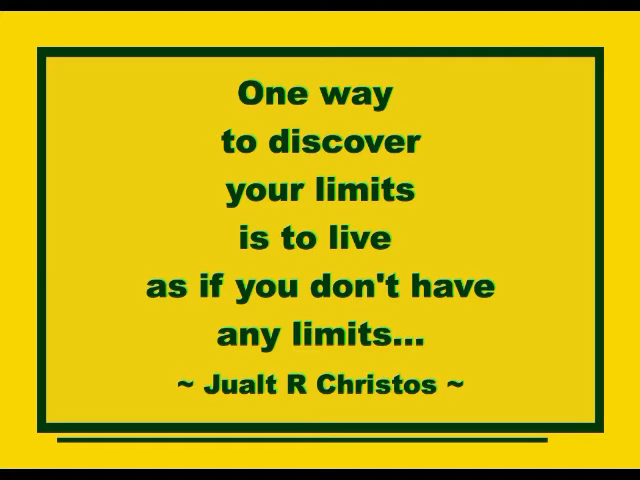 One way
to discover
your limits
is to live
as if you don't have
any limits...
~ Jualt R Christos ~